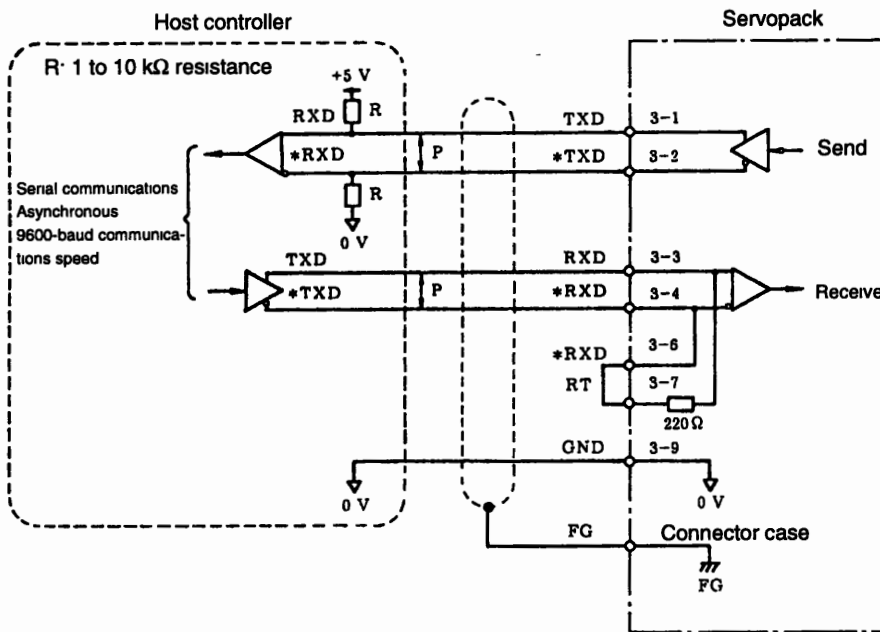 Host controller
Servopack
R· 1 to 10 kΩ resistance
+5 V
RXD
R
TXD
3-1
*RXD
P
*TXD
3-2
Send
R
Serial communications
Asynchronous
9600-baud communica-
tions speed
0 V
TXD
RXD
3-3
*TXD
P
*RXD
3-4
Receive
*RXD
3-6
RT
3-7
220Ω
GND
3-9
0 V
0 V
FG
Connector case
FG